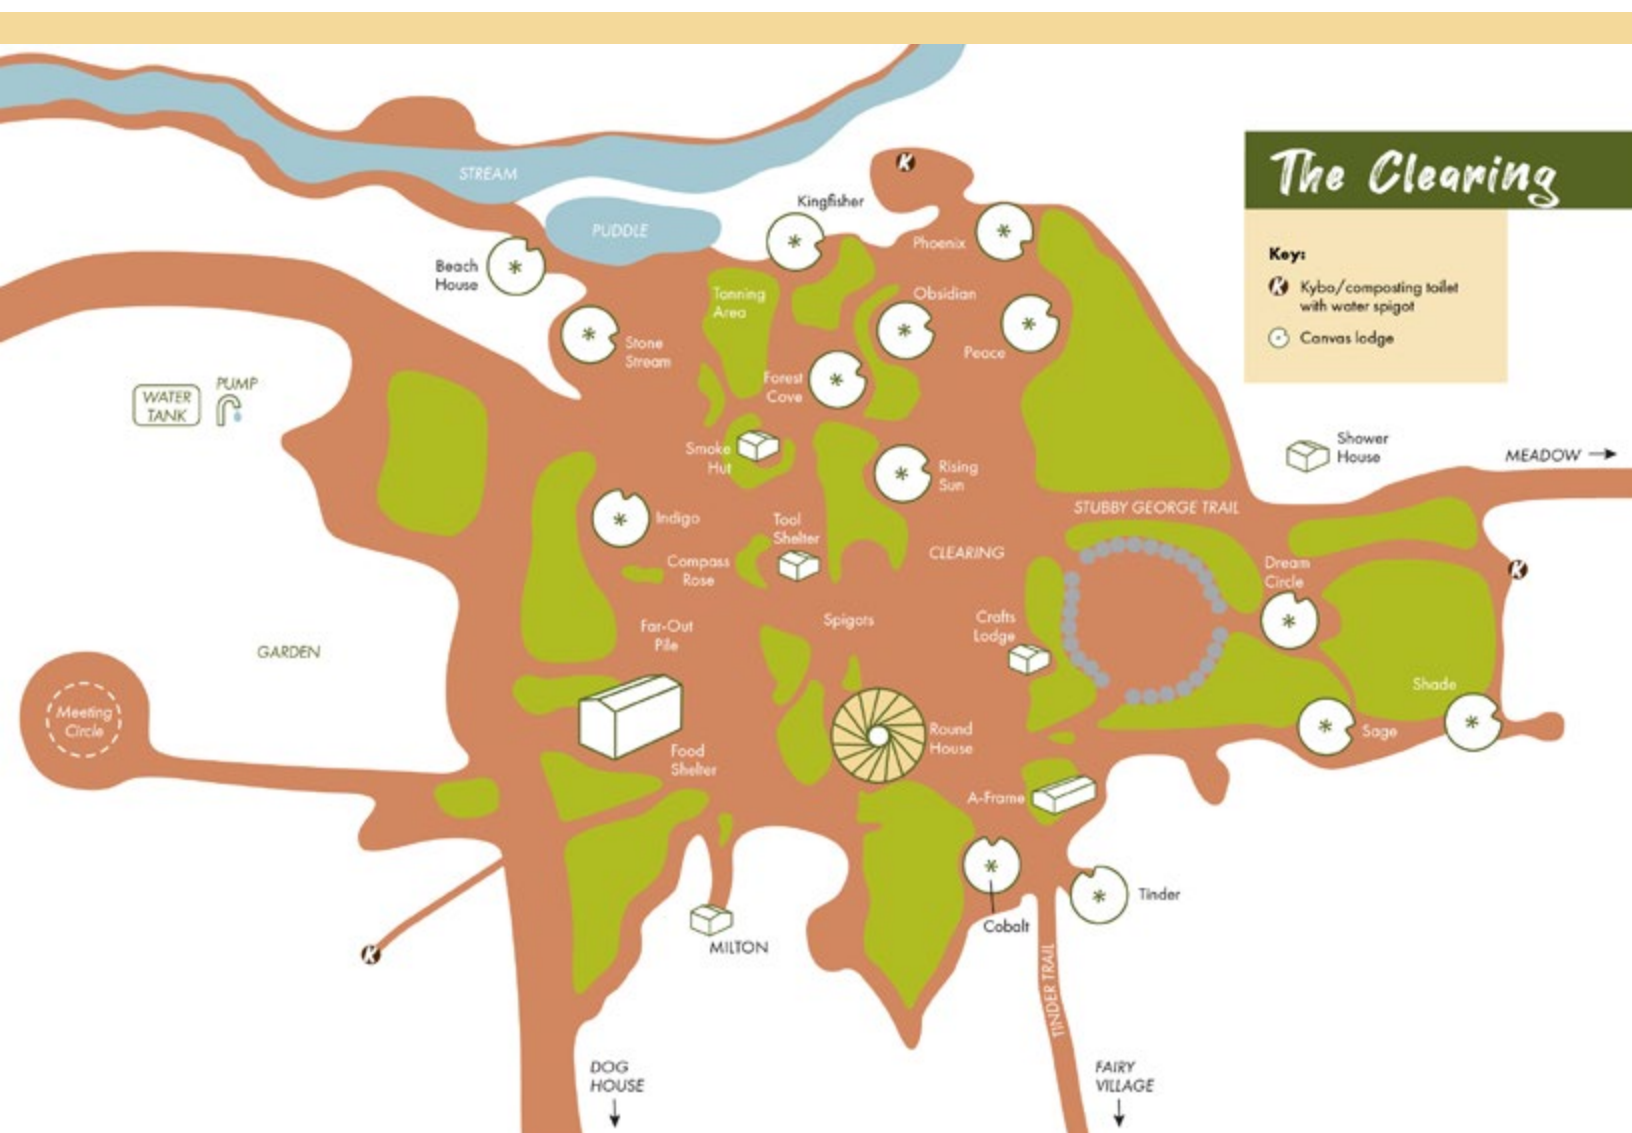 The Clearing
Key:
K
Kybo/composting toilet
with water spigot
Canvas lodge
STREAM
PUDDLE
K
Kingfisher
Phoenix
Beach
House
Tanning
Area
Obsidian
Stone
Stream
Peace
Forest
Cove
WATER
TANK
PUMP
Smoke
Hut
Rising
Sun
Shower
House
MEADOW
STUBBY GEORGE TRAIL
Indigo
Tool
Shelter
CLEARING
Compass
Rose
Dream
Circle
K
Far-Out
Pile
Spigots
Crafts
Lodge
GARDEN
Meeting
Circle
Shade
Round
House
Sage
Food
Shelter
A-Frame
Tinder
Cobalt
MILTON
K
TINDER TRAIL
DOG
HOUSE
FAIRY
VILLAGE